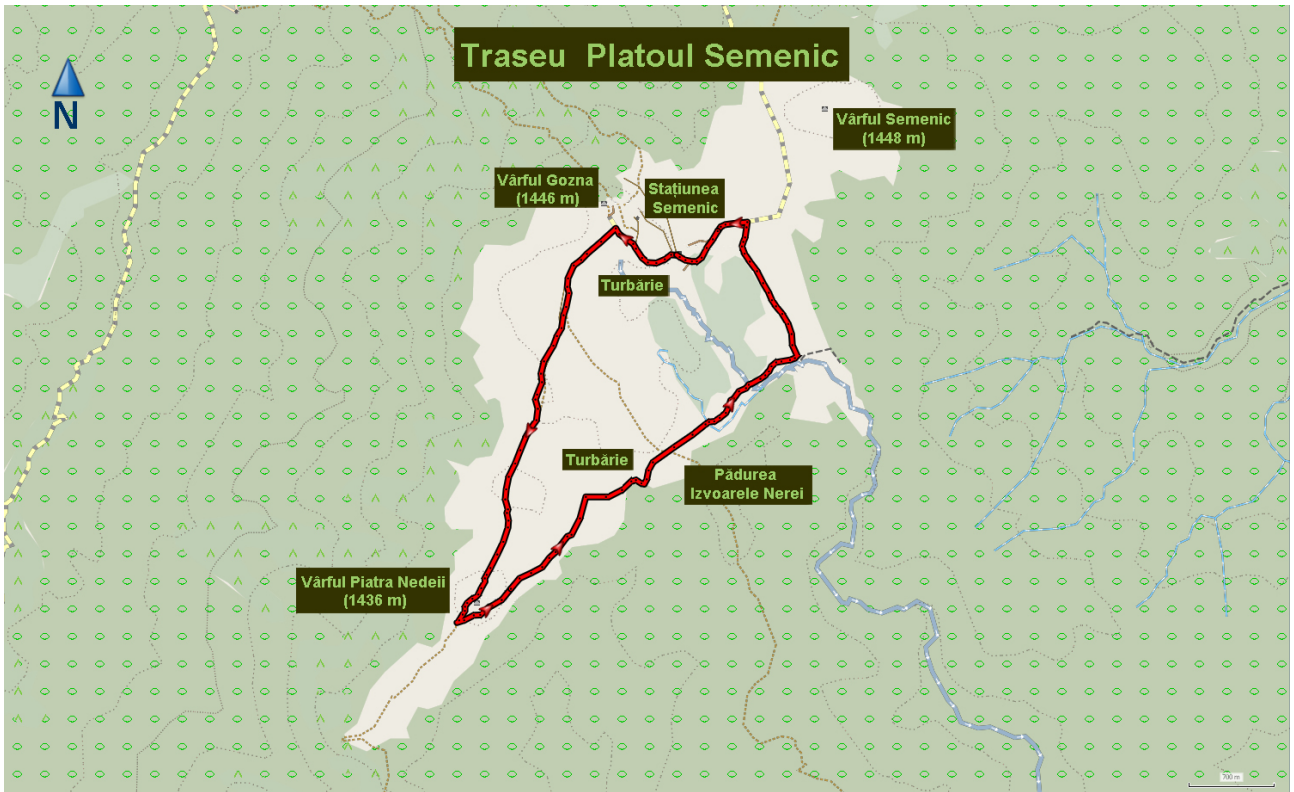 Traseu Platoul Semenic
N
Vârful Semenic
(1448 m)
Vârful Gozna
(1446 m)
Stațiunea
Semenic
Turbărie
Turbărie
Pădurea
Izvoarele Nerei
Vârful Piatra Nedeii
(1436 m)
700 m